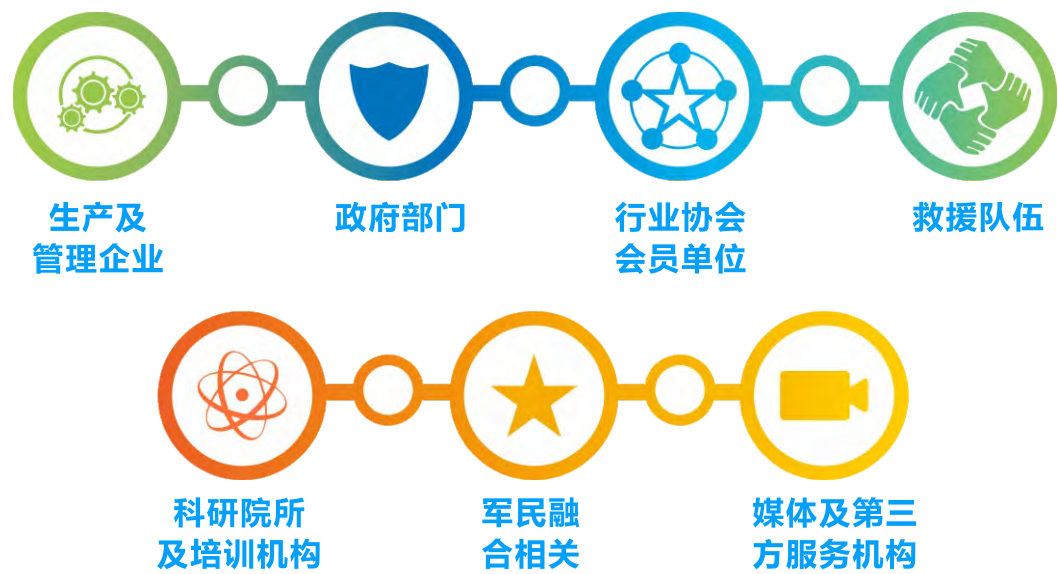 生产及
管理企业
政府部门
行业协会
会员单位
救援队伍
科研院所
及培训机构
军民融
合相关
媒体及第三
方服务机构